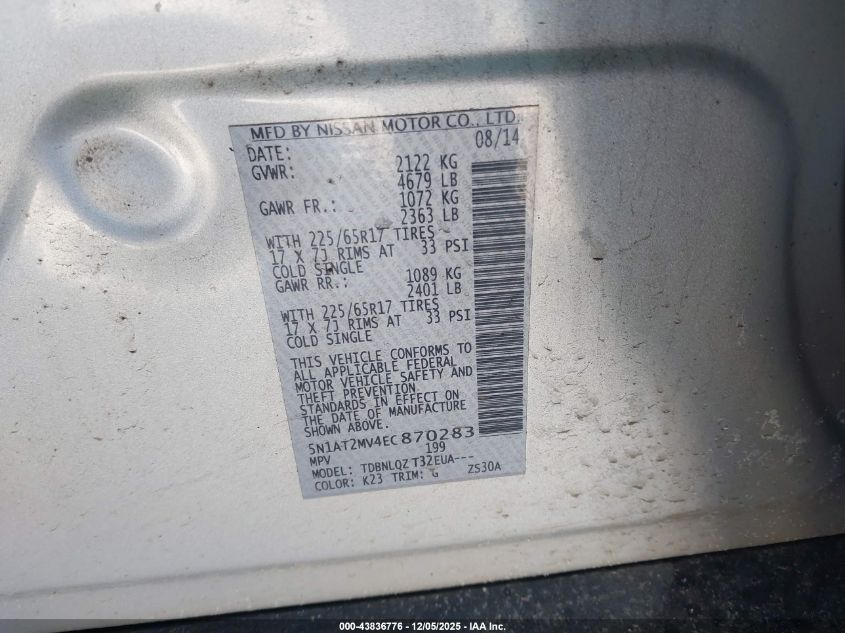 MFD BY NISSAN MOTOR CO., LTD.
DATE: 08/14
GVWR: 2122 KG
4679 LB
GAWR FR.: 1072 KG
2363 LB
WITH 225/65R17 TIRES
17 X 7J RIMS AT 33 PSI
COLD SINGLE
GAWR RR.: 1089 KG
2401 LB
WITH 225/65R17 TIRES
17 X 7J RIMS AT 33 PSI
COLD SINGLE
THIS VEHICLE CONFORMS TO
ALL APPLICABLE FEDERAL
MOTOR VEHICLE SAFETY AND
THEFT PREVENTION
STANDARDS IN EFFECT ON
THE DATE OF MANUFACTURE
SHOWN ABOVE.
5N1AT2MV4EC870283
MPV 199
MODEL: TDBNLQZ T32EUA---
COLOR: K23 TRIM: G ZS30A
000-43836776 - 12/05/2025 - IAA Inc.